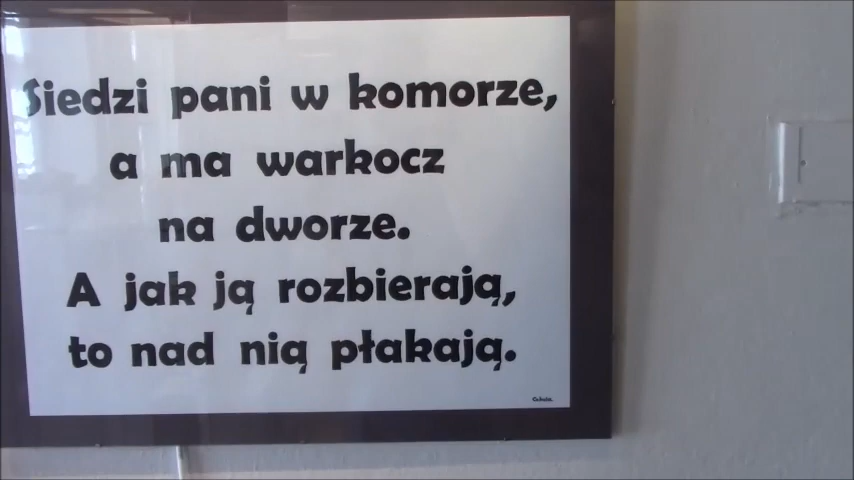 Siedzi pani w komorze,
a ma warkocz
na dworze.
A jak ją rozbierają,
to nad nią płakają.